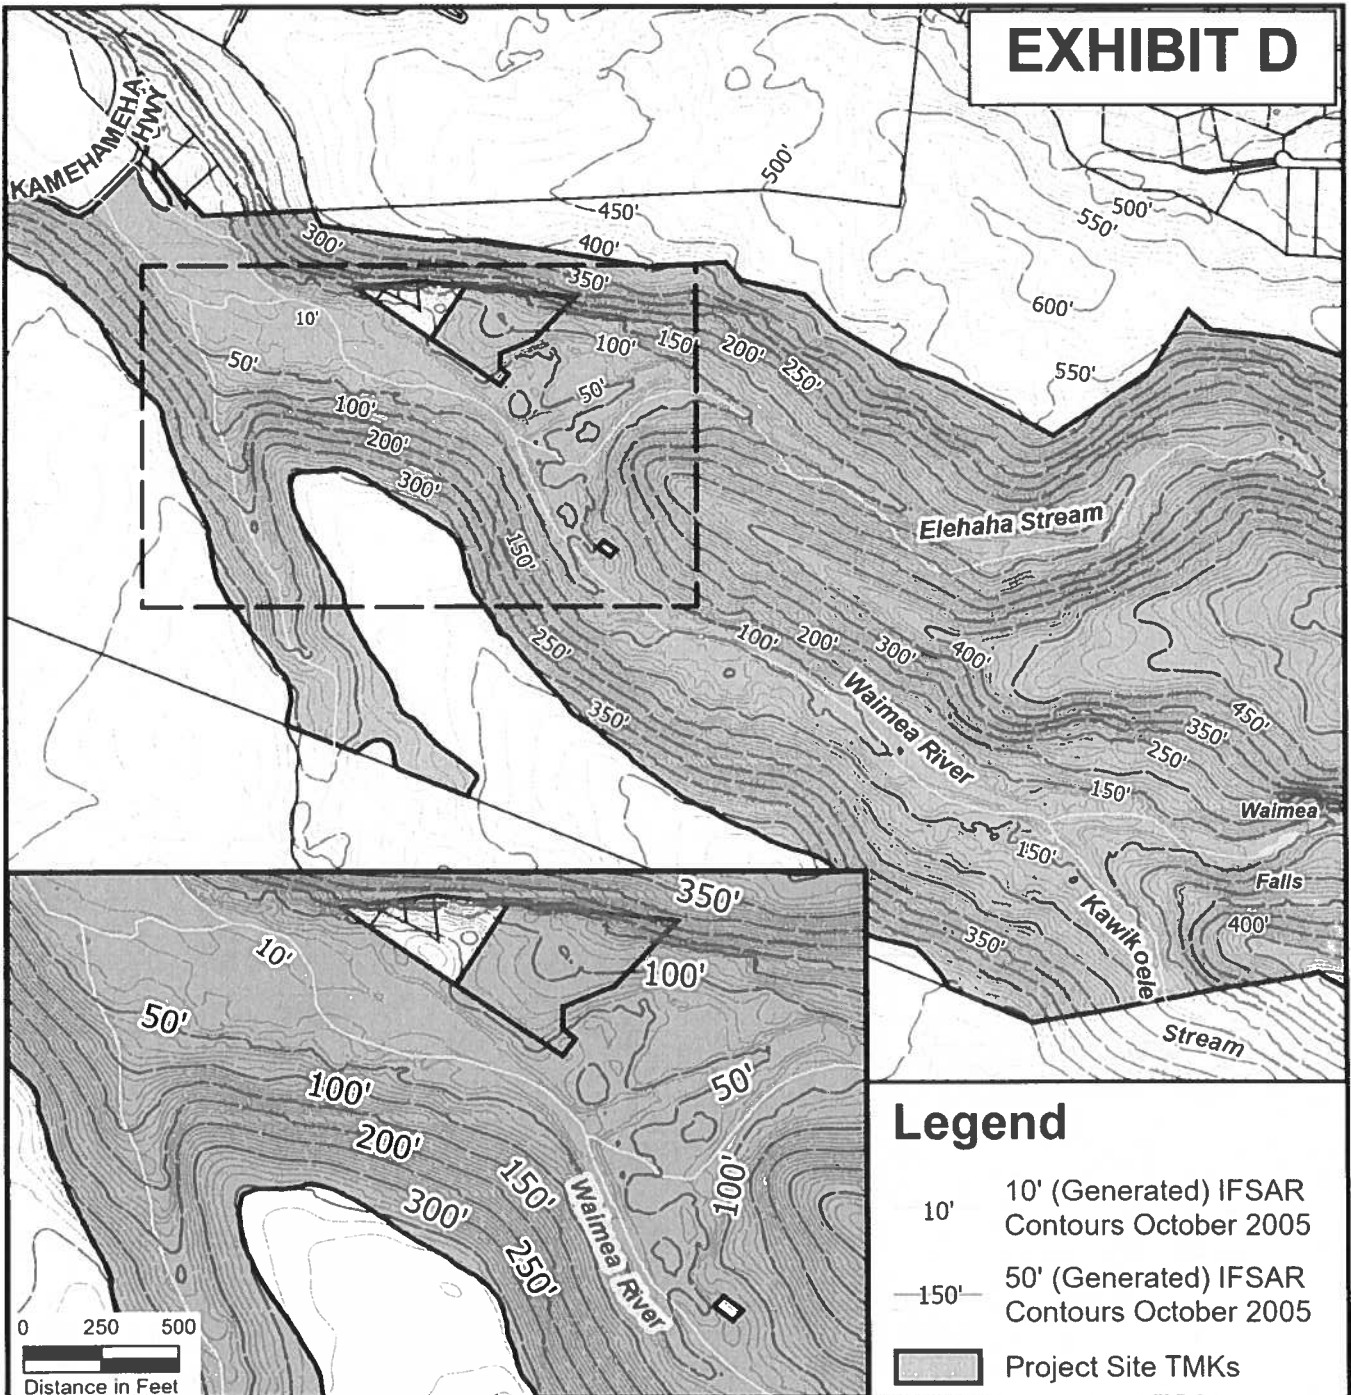 EXHIBIT D
KAMEHAMEHA
HWY
500'
450'
400'
300'
350'
500'
550'
600'
550'
10'
50'
100'
150'
200'
250'
50'
100'
200'
300'
150'
Elehaha Stream
250'
350'
100'
200'
300'
400'
Waimea River
450'
350'
250'
150'
150'
Waimea
Falls
400'
350'
Kawikoele
Stream
350'
10'
100'
50'
50'
100'
200'
300'
150'
250'
100'
Waimea River
0 250 500
Distance in Feet
Legend
10'
10' (Generated) IFSAR
Contours October 2005
150'
50' (Generated) IFSAR
Contours October 2005
Project Site TMKs